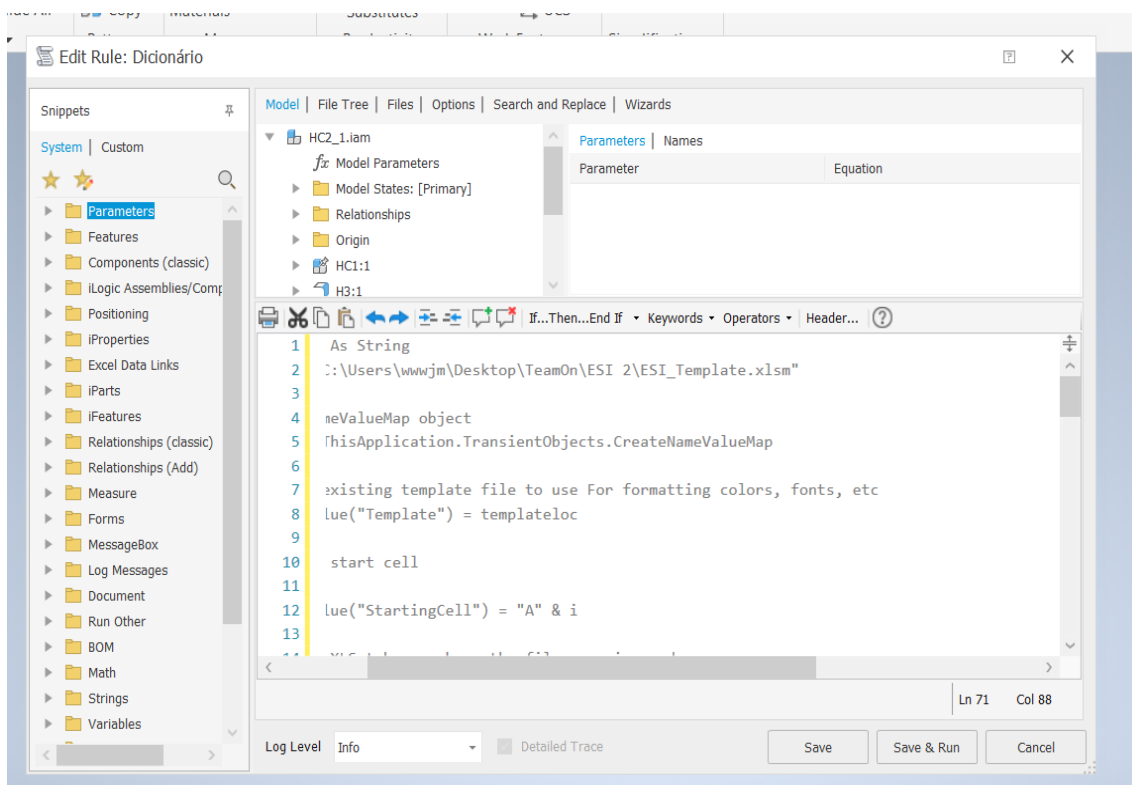 Copy
Edit Rule: Dicionário
Snippets
System | Custom
Parameters
Features
Components (classic)
iLogic Assemblies/Comp
Positioning
iProperties
Excel Data Links
iParts
iFeatures
Relationships (classic)
Relationships (Add)
Measure
Forms
MessageBox
Log Messages
Document
Run Other
BOM
Math
Strings
Variables
Model | File Tree | Files | Options | Search and Replace | Wizards
HC2_1.iam
fx Model Parameters
Model States: [Primary]
Relationships
Origin
HC1:1
H3:1
Parameters | Names
Parameter Equation
If...Then...End If Keywords Operators Header... ?
1 As String
2 C:\Users\wwwjm\Desktop\TeamOn\ESI 2\ESI_Template.xlsm"
3
4 meValueMap object
5 ThisApplication.TransientObjects.CreateNameValueMap
6
7 existing template file to use For formatting colors, fonts, etc
8 lue("Template") = templateloc
9
10 start cell
11
12 lue("StartingCell") = "A" & i
13
Ln 71 Col 88
Log Level Info Detailed Trace Save Save & Run Cancel